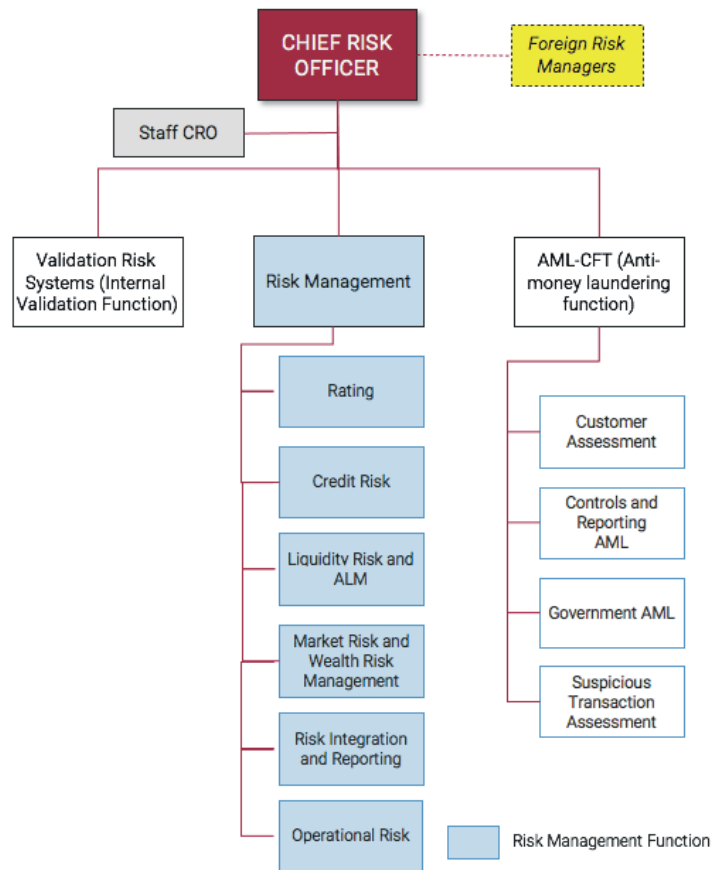 CHIEF RISK
OFFICER
Foreign Risk
Managers
Staff CRO
Validation Risk
Systems (Internal
Validation Function)
Risk Management
AML-CFT (Anti-
money laundering
function)
Rating
Credit Risk
Liquidity Risk and
ALM
Market Risk and
Wealth Risk
Management
Risk Integration
and Reporting
Operational Risk
Customer
Assessment
Controls and
Reporting
AML
Government AML
Suspicious
Transaction
Assessment
Risk Management Function